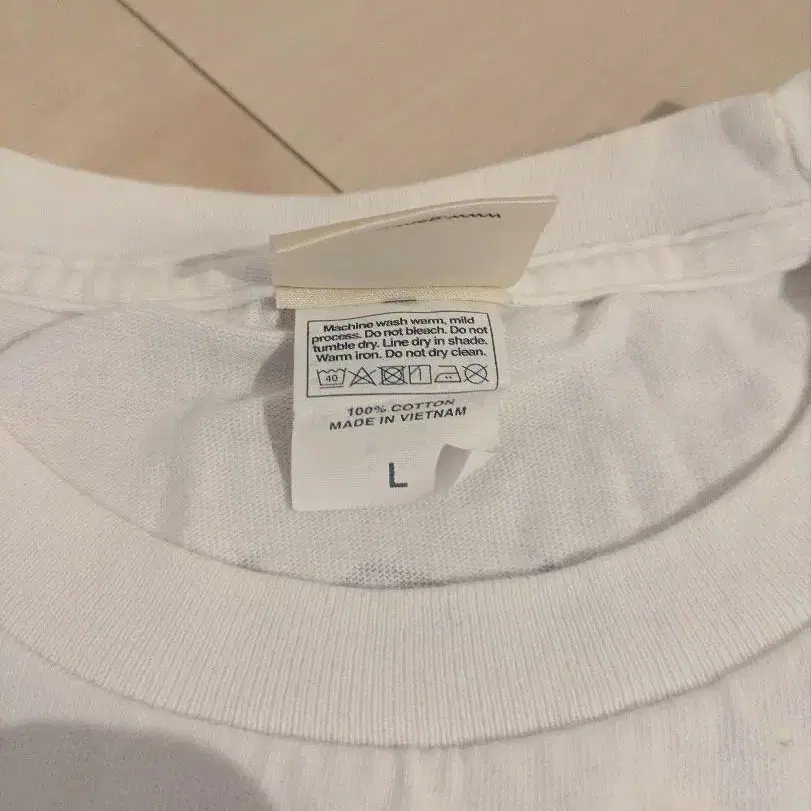 Machine wash warm, mild
process. Do not bleach. Do not
tumble dry. Line dry in shade.
Warm iron. Do not dry clean.
40
100% COTTON
MADE IN VIETNAM
L